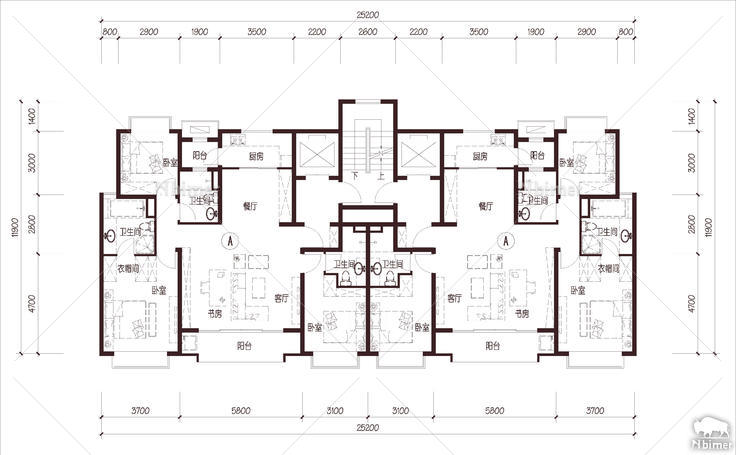 25200
800 2900 1900 3500 2200 2600 2200 3500 1900 2900 800
1400 3000 2800 4700 11900
1400 3000 2800 4700 11900
阳台 厨房 厨房 阳台
卧室 卧室
下 上
卫生间 餐厅 餐厅 卫生间
卫生间 卫生间
A A
衣帽间 卫生间 卫生间 衣帽间
卧室 客厅 客厅 卧室
书房 书房
卧室 卧室
阳台 阳台
3700 5800 3100 3100 5800 3700
25200
Nbimer